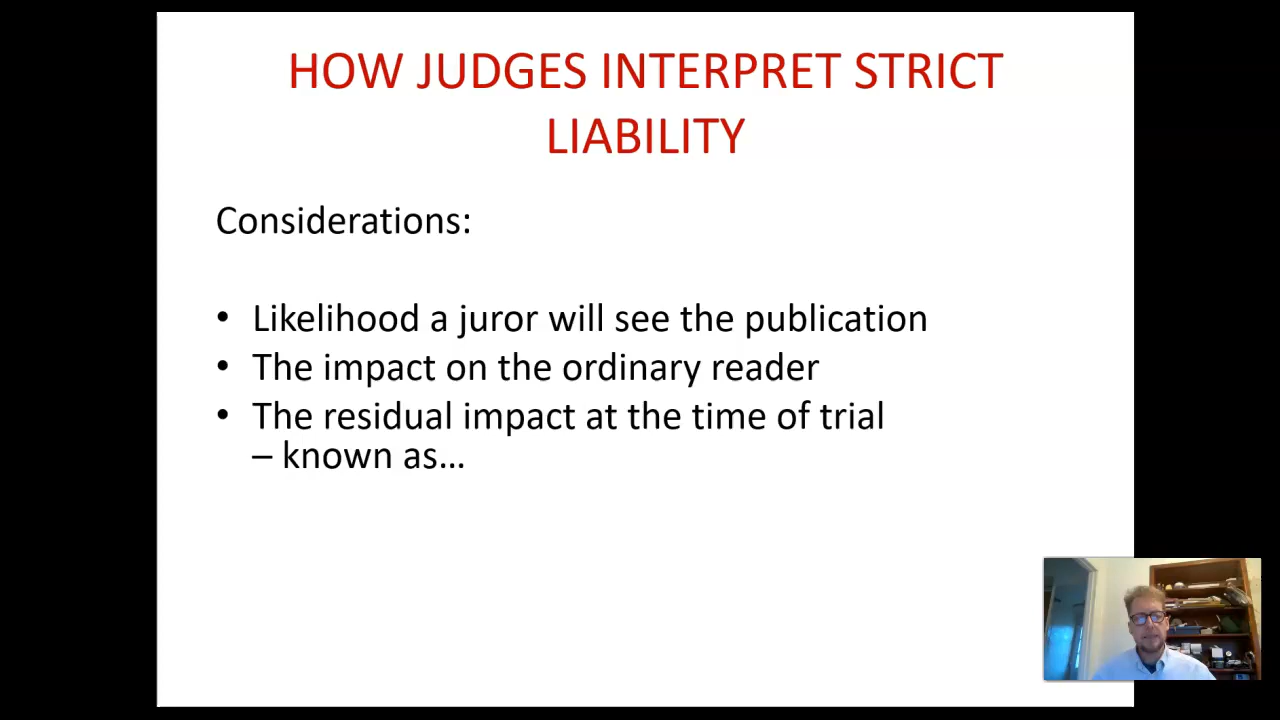 HOW JUDGES INTERPRET STRICT
LIABILITY
Considerations:
• Likelihood a juror will see the publication
• The impact on the ordinary reader
• The residual impact at the time of trial
– known as…